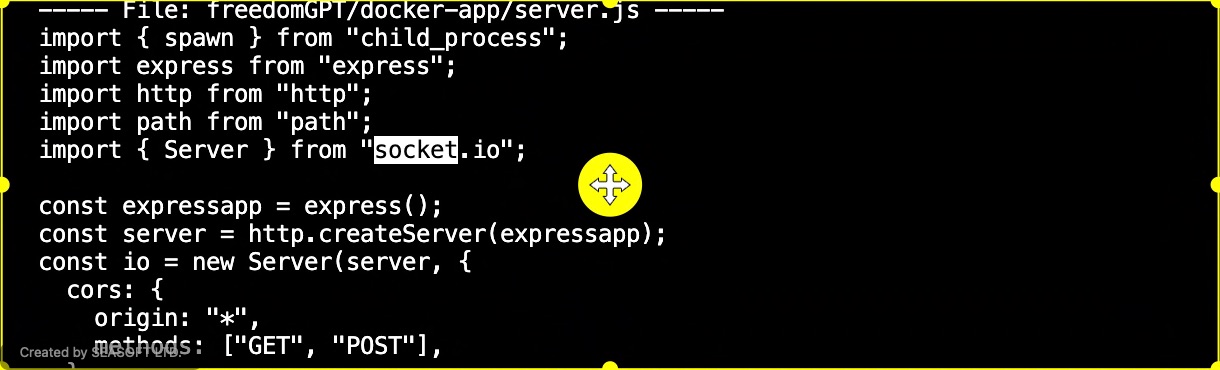 ----- File: freedomGPT/docker-app/server.js -----
import { spawn } from "child_process";
import express from "express";
import http from "http";
import path from "path";
import { Server } from "socket.io";
const expressapp = express();
const server = http.createServer(expressapp);
const io = new Server(server, {
cors: {
origin: "*",
methods: ["GET", "POST"],
Created by SEASOFT LTD.
}